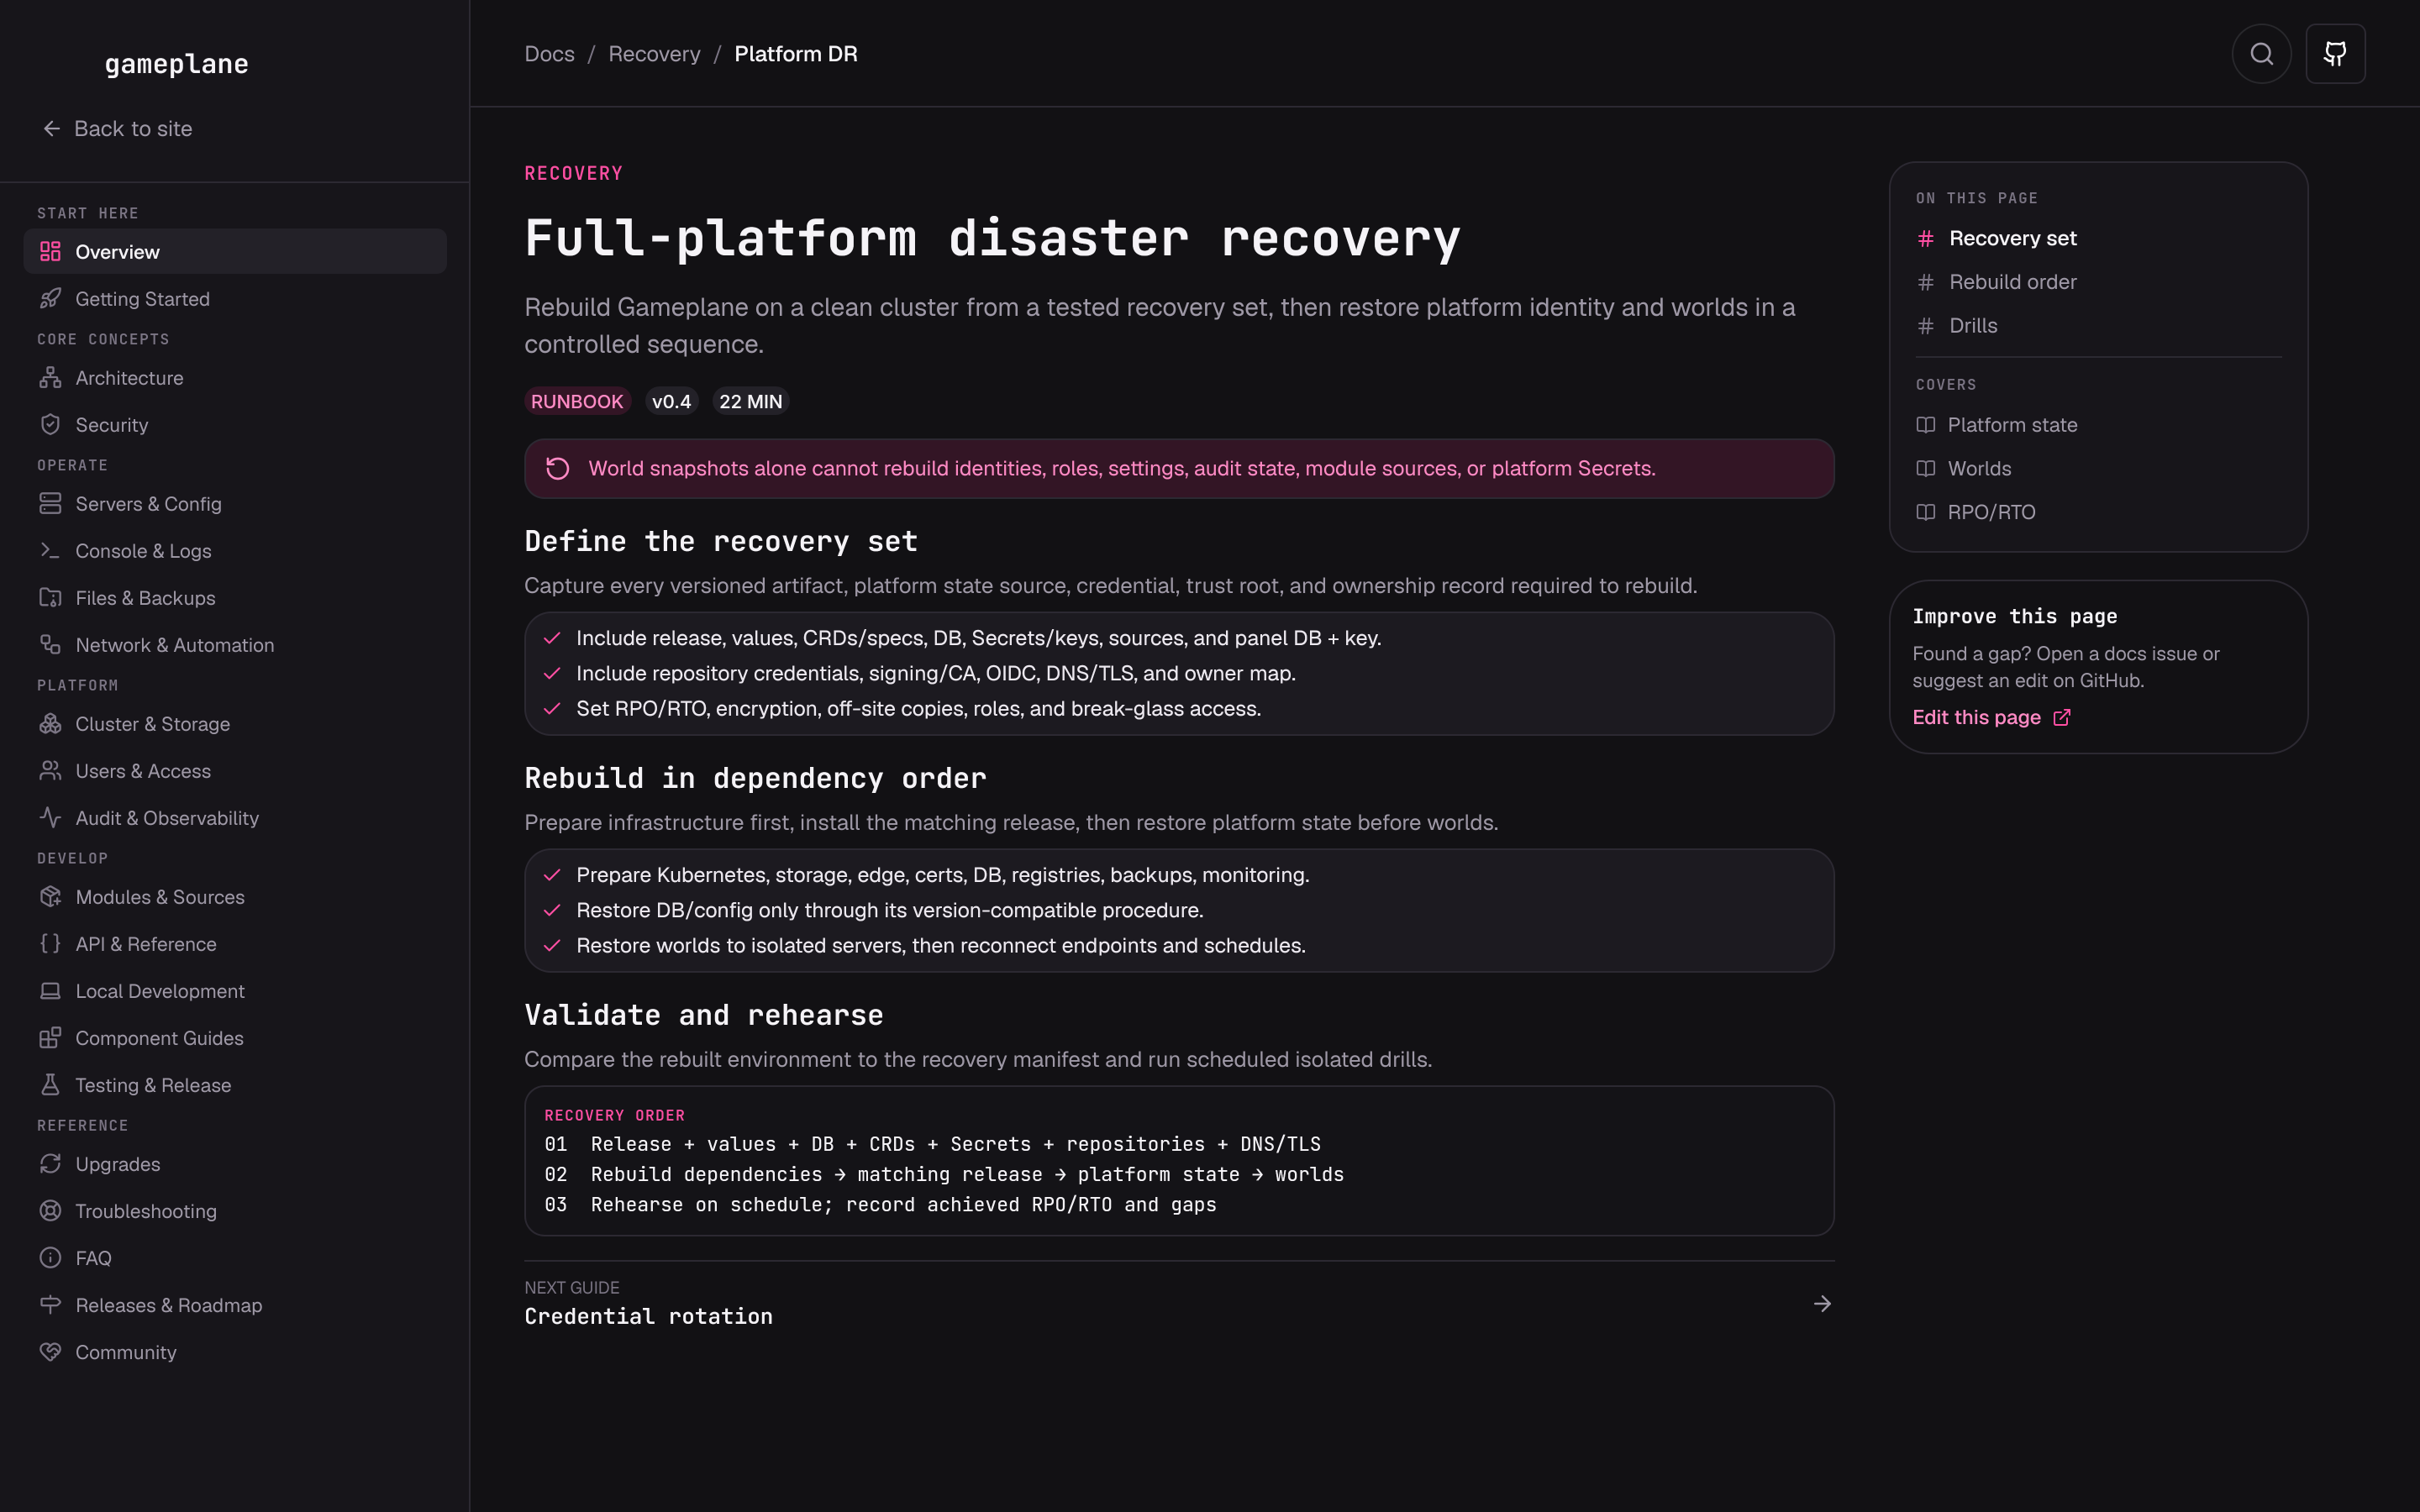 gameplane
Back to site
START HERE
Overview
Getting Started
CORE CONCEPTS
Architecture
Security
OPERATE
Servers & Config
Console & Logs
Files & Backups
Network & Automation
PLATFORM
Cluster & Storage
Users & Access
Audit & Observability
DEVELOP
Modules & Sources
API & Reference
Local Development
Component Guides
Testing & Release
REFERENCE
Upgrades
Troubleshooting
FAQ
Releases & Roadmap
Community
Docs / Recovery / Platform DR
RECOVERY
Full-platform disaster recovery
Rebuild Gameplane on a clean cluster from a tested recovery set, then restore platform identity and worlds in a
controlled sequence.
RUNBOOK v0.4 22 MIN
World snapshots alone cannot rebuild identities, roles, settings, audit state, module sources, or platform Secrets.
Define the recovery set
Capture every versioned artifact, platform state source, credential, trust root, and ownership record required to rebuild.
Include release, values, CRDs/specs, DB, Secrets/keys, sources, and panel DB + key.
Include repository credentials, signing/CA, OIDC, DNS/TLS, and owner map.
Set RPO/RTO, encryption, off-site copies, roles, and break-glass access.
Rebuild in dependency order
Prepare infrastructure first, install the matching release, then restore platform state before worlds.
Prepare Kubernetes, storage, edge, certs, DB, registries, backups, monitoring.
Restore DB/config only through its version-compatible procedure.
Restore worlds to isolated servers, then reconnect endpoints and schedules.
Validate and rehearse
Compare the rebuilt environment to the recovery manifest and run scheduled isolated drills.
RECOVERY ORDER
01 Release + values + DB + CRDs + Secrets + repositories + DNS/TLS
02 Rebuild dependencies → matching release → platform state → worlds
03 Rehearse on schedule; record achieved RPO/RTO and gaps
NEXT GUIDE
Credential rotation
ON THIS PAGE
# Recovery set
# Rebuild order
# Drills
COVERS
Platform state
Worlds
RPO/RTO
Improve this page
Found a gap? Open a docs issue or
suggest an edit on GitHub.
Edit this page